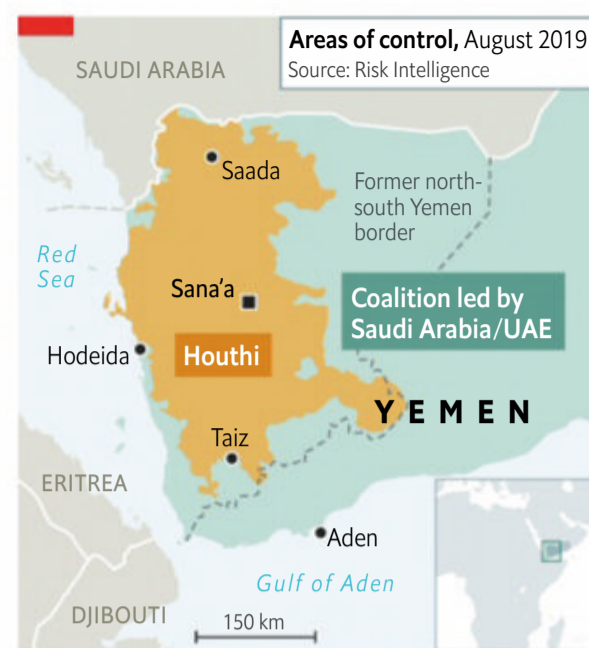 Areas of control, August 2019
Source: Risk Intelligence
SAUDI ARABIA
Saada
Former north-
south Yemen
border
Red
Sea
Sana’a
Coalition led by
Saudi Arabia/UAE
Hodeida
Houthi
YEMEN
Taiz
ERITREA
Aden
Gulf of Aden
DJIBOUTI
150 km